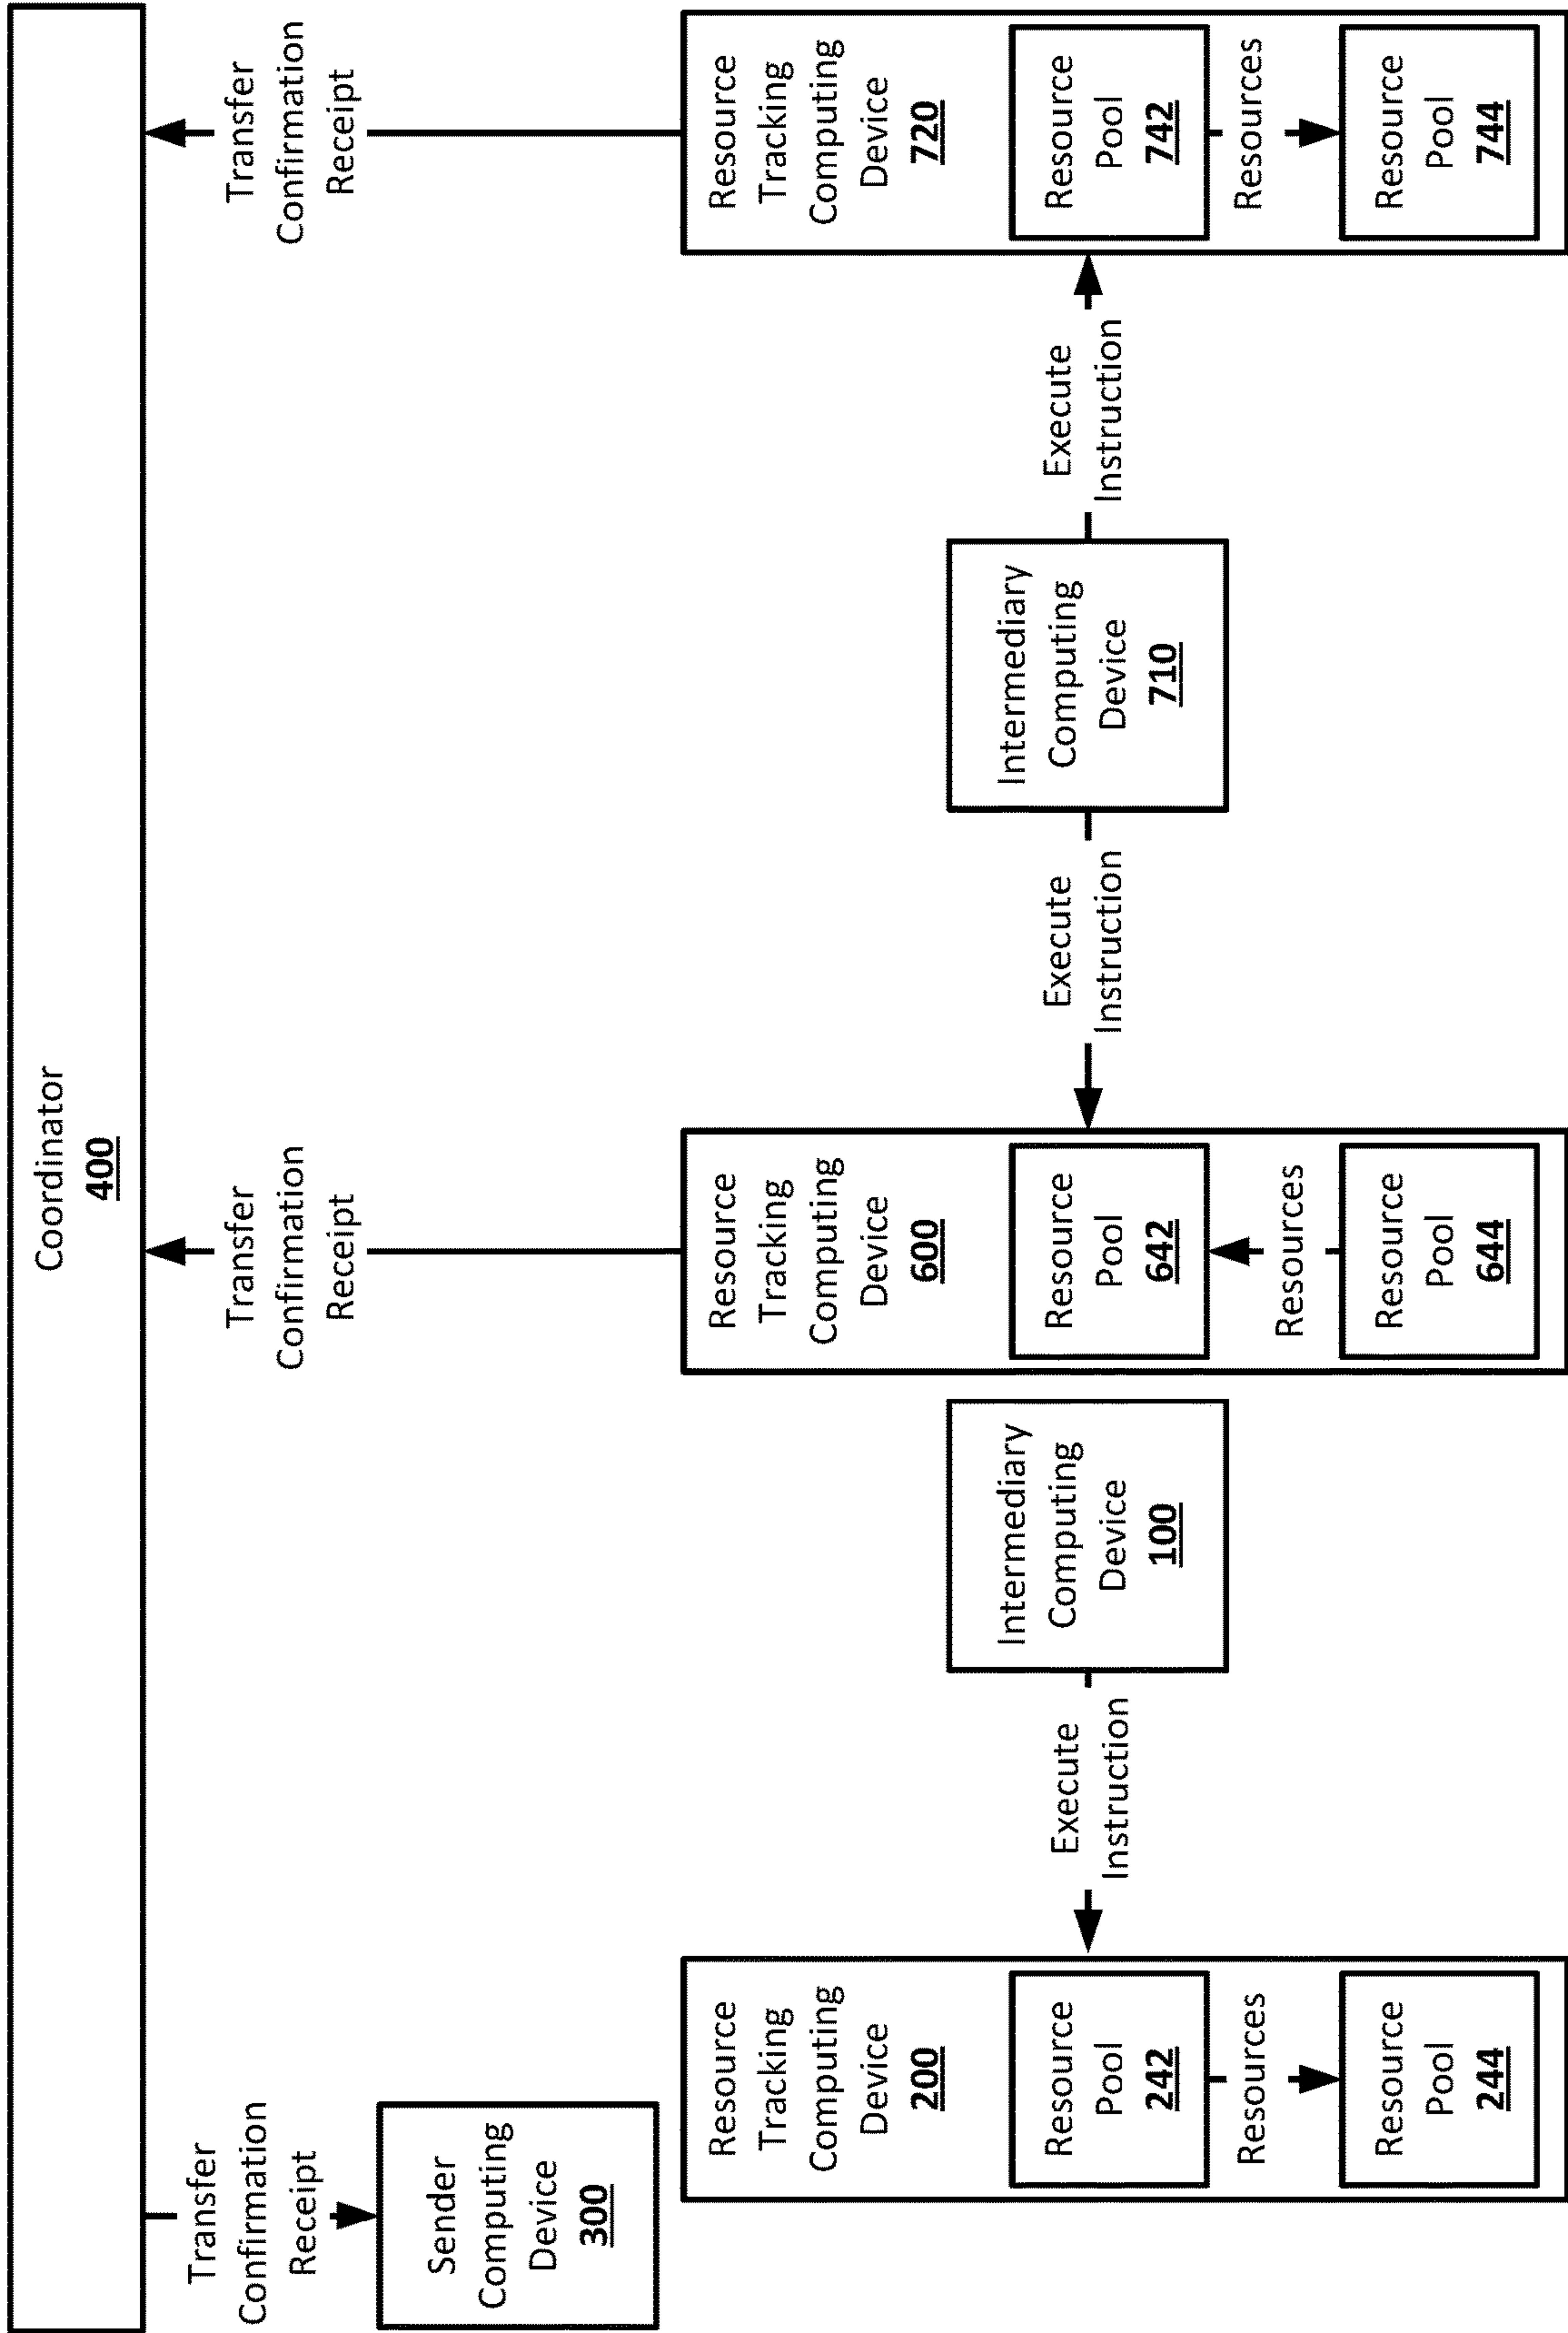 Coordinator
400
Transfer
Confirmation
Receipt
Transfer
Confirmation
Receipt
Transfer
Confirmation
Receipt
Sender
Computing
Device
300
Resource
Tracking
Computing
Device
200
Resource
Pool
242
Resources
Resource
Pool
244
Execute
Instruction
Intermediary
Computing
Device
100
Resource
Tracking
Computing
Device
600
Resource
Pool
642
Resources
Resource
Pool
644
Execute
Instruction
Intermediary
Computing
Device
710
Execute
Instruction
Resource
Tracking
Computing
Device
720
Resource
Pool
742
Resources
Resource
Pool
744